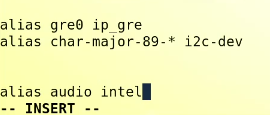 alias gre0 ip_gre
alias char-major-89-* i2c-dev
alias audio intel
-- INSERT --